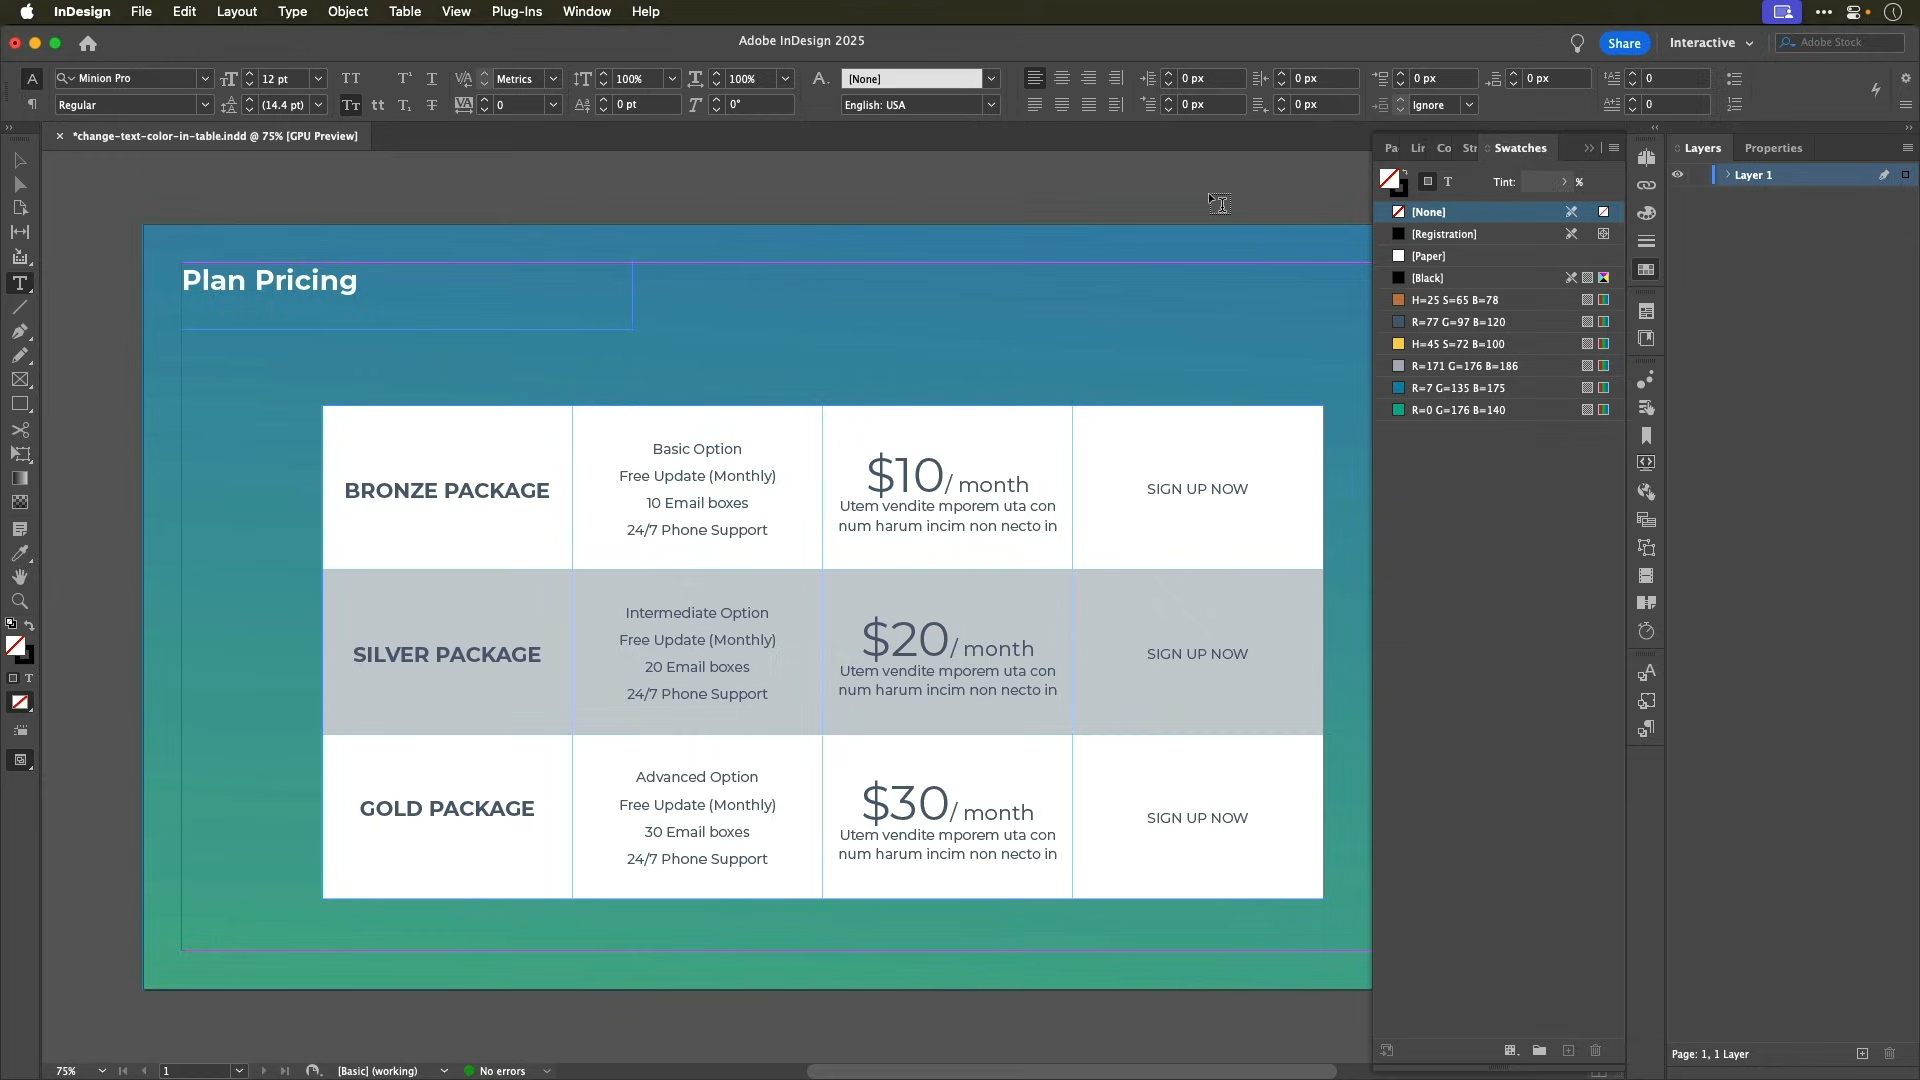 InDesign File Edit Layout Type Object Table View Plug-Ins Window Help
Adobe InDesign 2025
Share
Interactive
Adobe Stock
A Minion Pro 12 pt Metrics 100% 100% A. [None] 0 px 0 px 0 px 0 px 0
Regular (14.4 pt) 0 0 pt 0° English: USA 0 px 0 px Ignore 0
× *change-text-color-in-table.indd @ 75% [GPU Preview]
Pa Lir Co Str Swatches
Layers Properties
T Tint: %
Layer 1
[None]
[Registration]
[Paper]
[Black]
H=25 S=65 B=78
R=77 G=97 B=120
H=45 S=72 B=100
R=171 G=176 B=186
R=7 G=135 B=175
R=0 G=176 B=140
Plan Pricing
BRONZE PACKAGE
Basic Option
Free Update (Monthly)
10 Email boxes
24/7 Phone Support
$10/ month
Utem vendite mporem uta con
num harum incim non necto in
SIGN UP NOW
SILVER PACKAGE
Intermediate Option
Free Update (Monthly)
20 Email boxes
24/7 Phone Support
$20/ month
Utem vendite mporem uta con
num harum incim non necto in
SIGN UP NOW
GOLD PACKAGE
Advanced Option
Free Update (Monthly)
30 Email boxes
24/7 Phone Support
$30/ month
Utem vendite mporem uta con
num harum incim non necto in
SIGN UP NOW
Page: 1, 1 Layer
75% 1 [Basic] (working) No errors